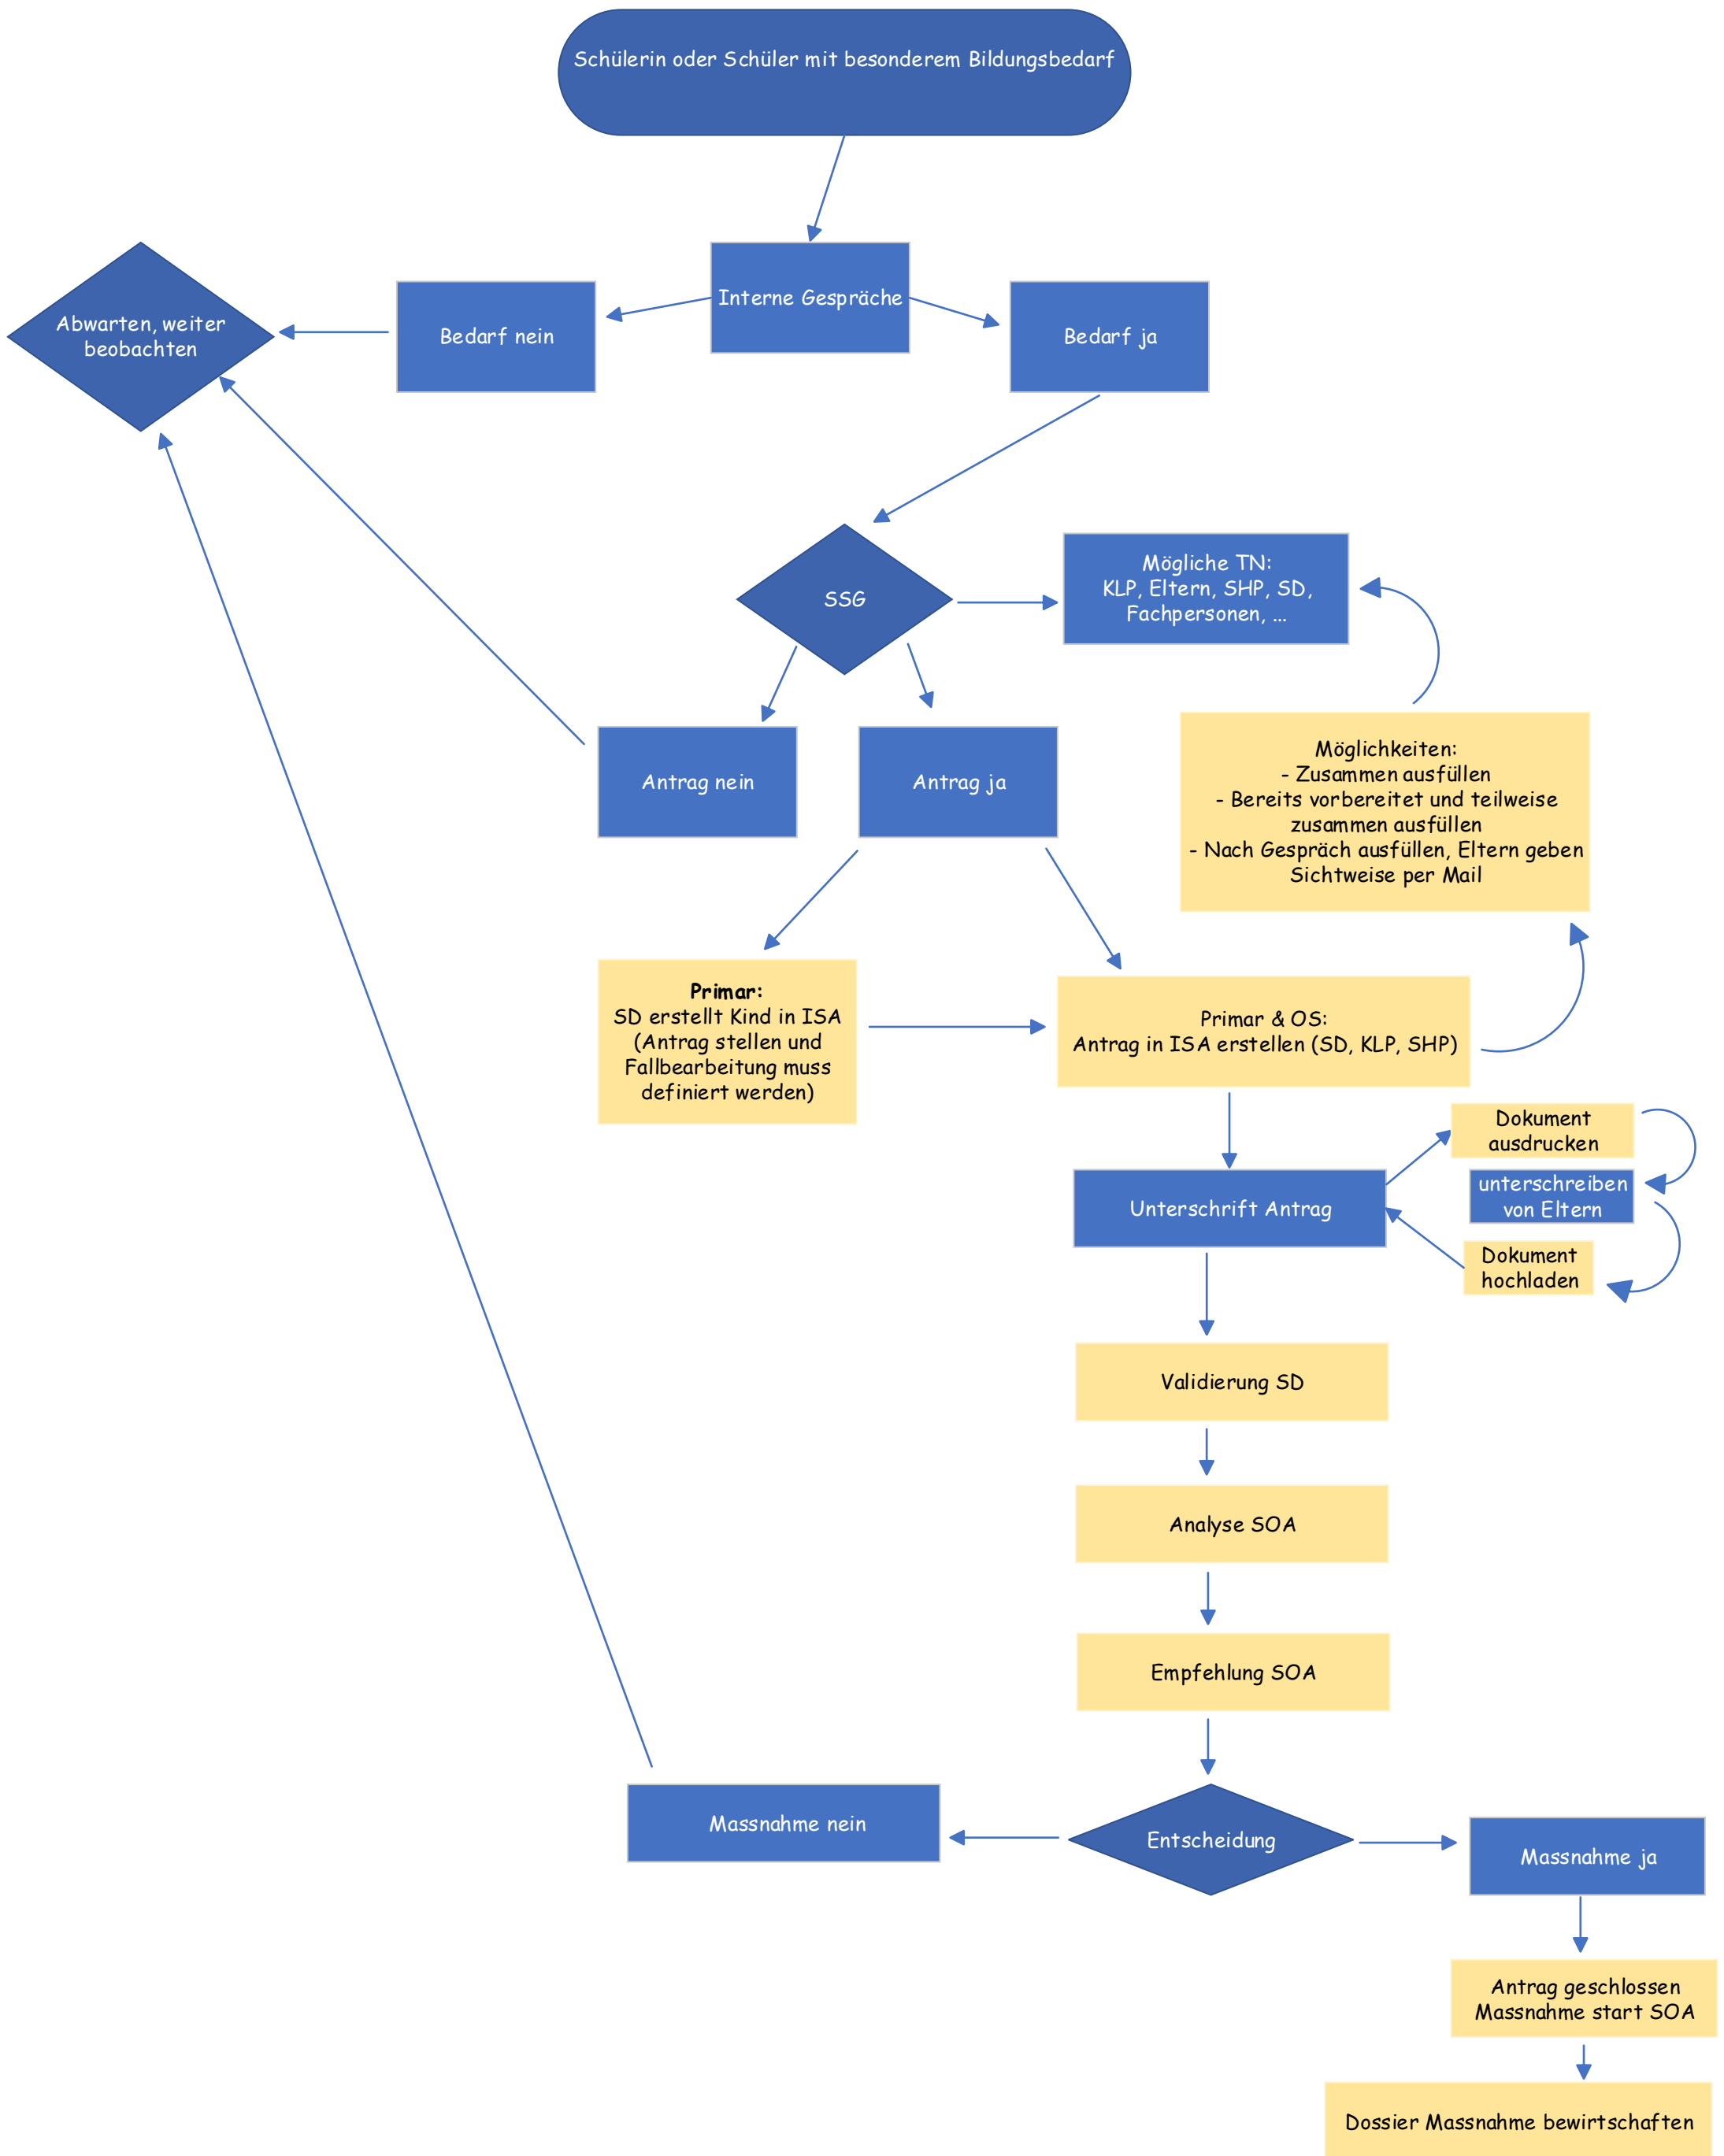 Schülerin oder Schüler mit besonderem Bildungsbedarf
Interne Gespräche
Abwarten, weiter
beobachten
Bedarf nein
Bedarf ja
SSG
Mögliche TN:
KLP, Eltern, SHP, SD,
Fachpersonen, ...
Antrag nein
Antrag ja
Möglichkeiten:
- Zusammen ausfüllen
- Bereits vorbereitet und teilweise
zusammen ausfüllen
- Nach Gespräch ausfüllen, Eltern geben
Sichtweise per Mail
Primar:
SD erstellt Kind in ISA
(Antrag stellen und
Fallbearbeitung muss
definiert werden)
Primar & OS:
Antrag in ISA erstellen (SD, KLP, SHP)
Dokument
ausdrucken
Unterschrift Antrag
unterschreiben
von Eltern
Dokument
hochladen
Validierung SD
Analyse SOA
Empfehlung SOA
Massnahme nein
Entscheidung
Massnahme ja
Antrag geschlossen
Massnahme start SOA
Dossier Massnahme bewirtschaften